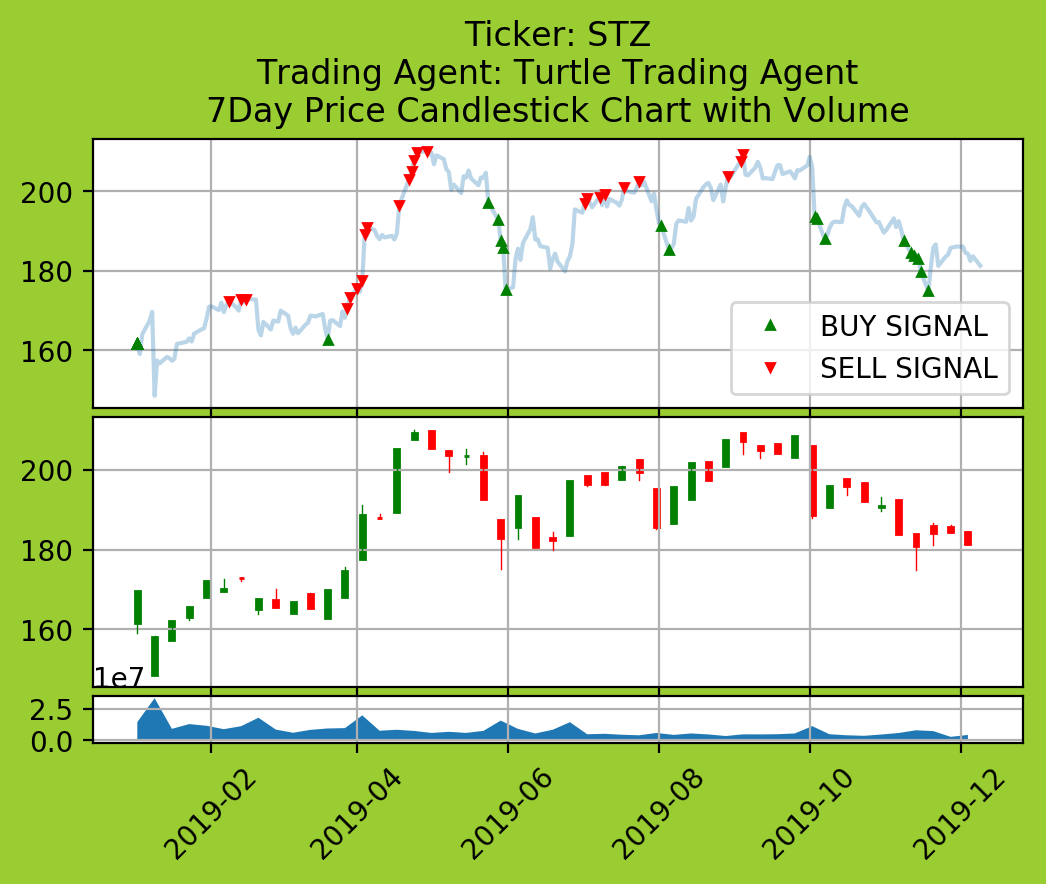 Ticker: STZ
Trading Agent: Turtle Trading Agent
7Day Price Candlestick Chart with Volume
200
180
160
BUY SIGNAL
SELL SIGNAL
200
180
160
1e7
2.5
0.0
2019-02
2019-04
2019-06
2019-08
2019-10
2019-12